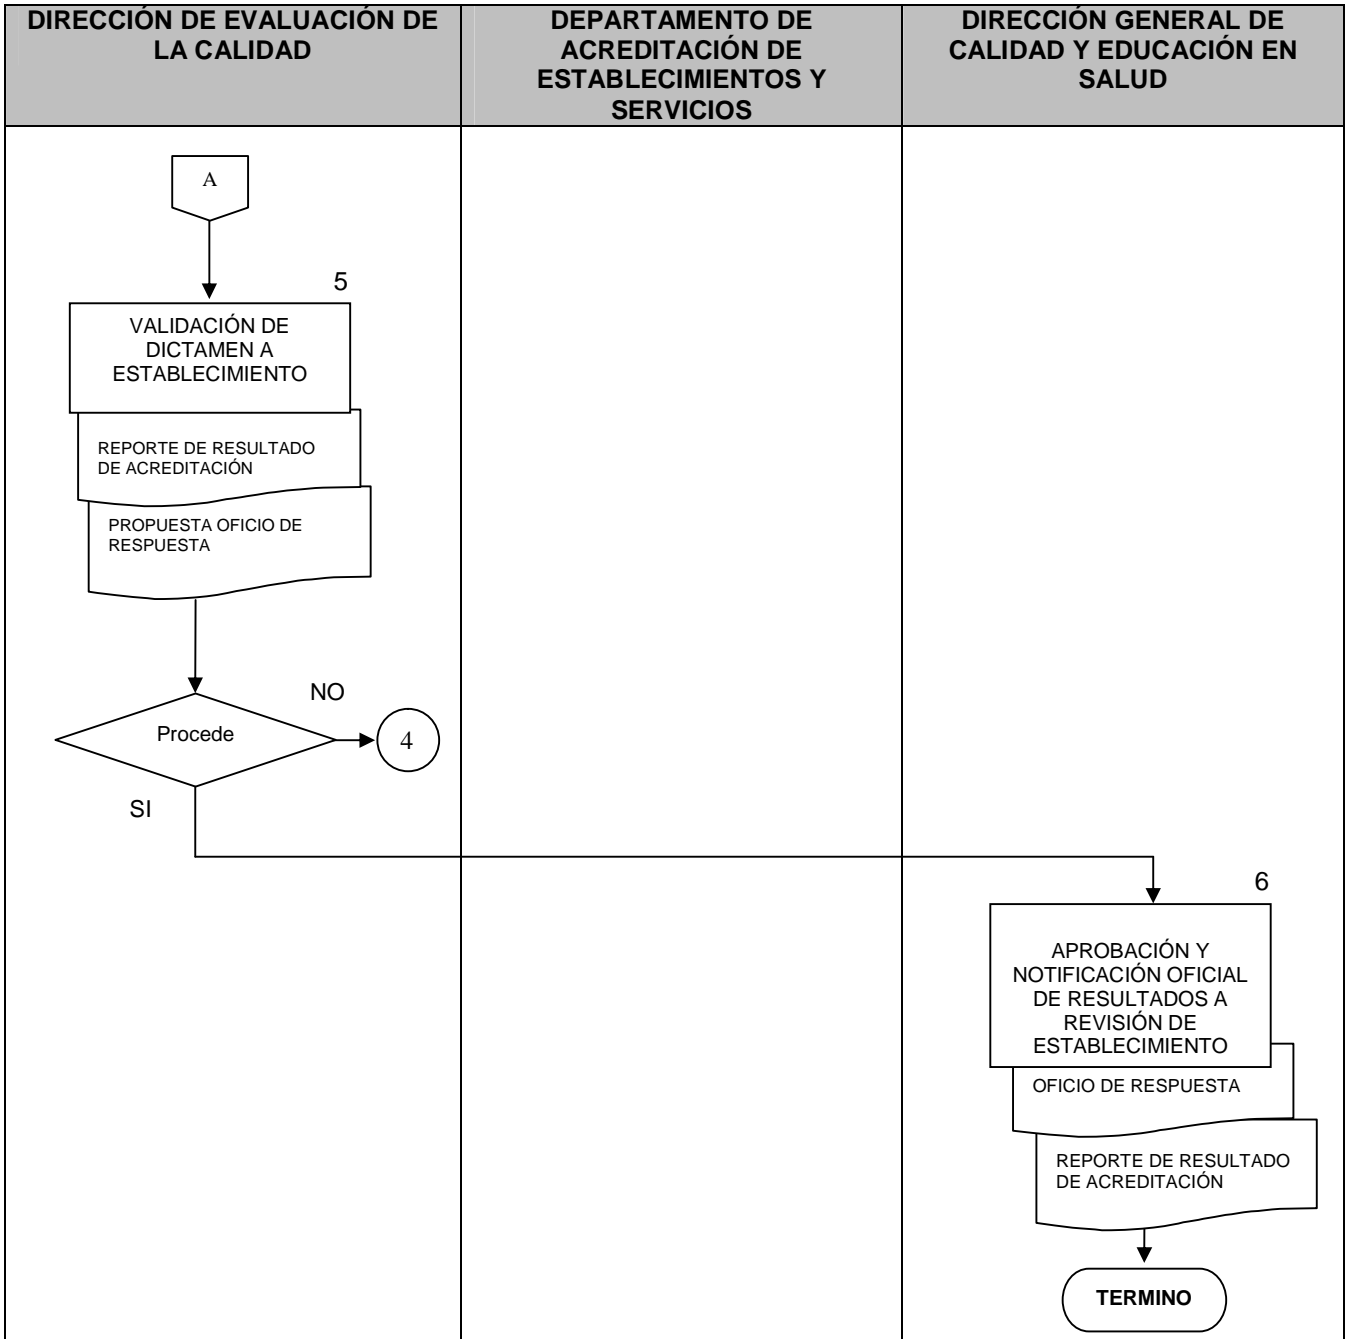 DIRECCIÓN DE EVALUACIÓN DE
LA CALIDAD
DEPARTAMENTO DE
ACREDITACIÓN DE
ESTABLECIMIENTOS Y
SERVICIOS
DIRECCIÓN GENERAL DE
CALIDAD Y EDUCACIÓN EN
SALUD
A
5
VALIDACIÓN DE
DICTAMEN A
ESTABLECIMIENTO
REPORTE DE RESULTADO
DE ACREDITACIÓN
PROPUESTA OFICIO DE
RESPUESTA
NO
Procede
4
SI
6
APROBACIÓN Y
NOTIFICACIÓN OFICIAL
DE RESULTADOS A
REVISIÓN DE
ESTABLECIMIENTO
OFICIO DE RESPUESTA
REPORTE DE RESULTADO
DE ACREDITACIÓN
TERMINO